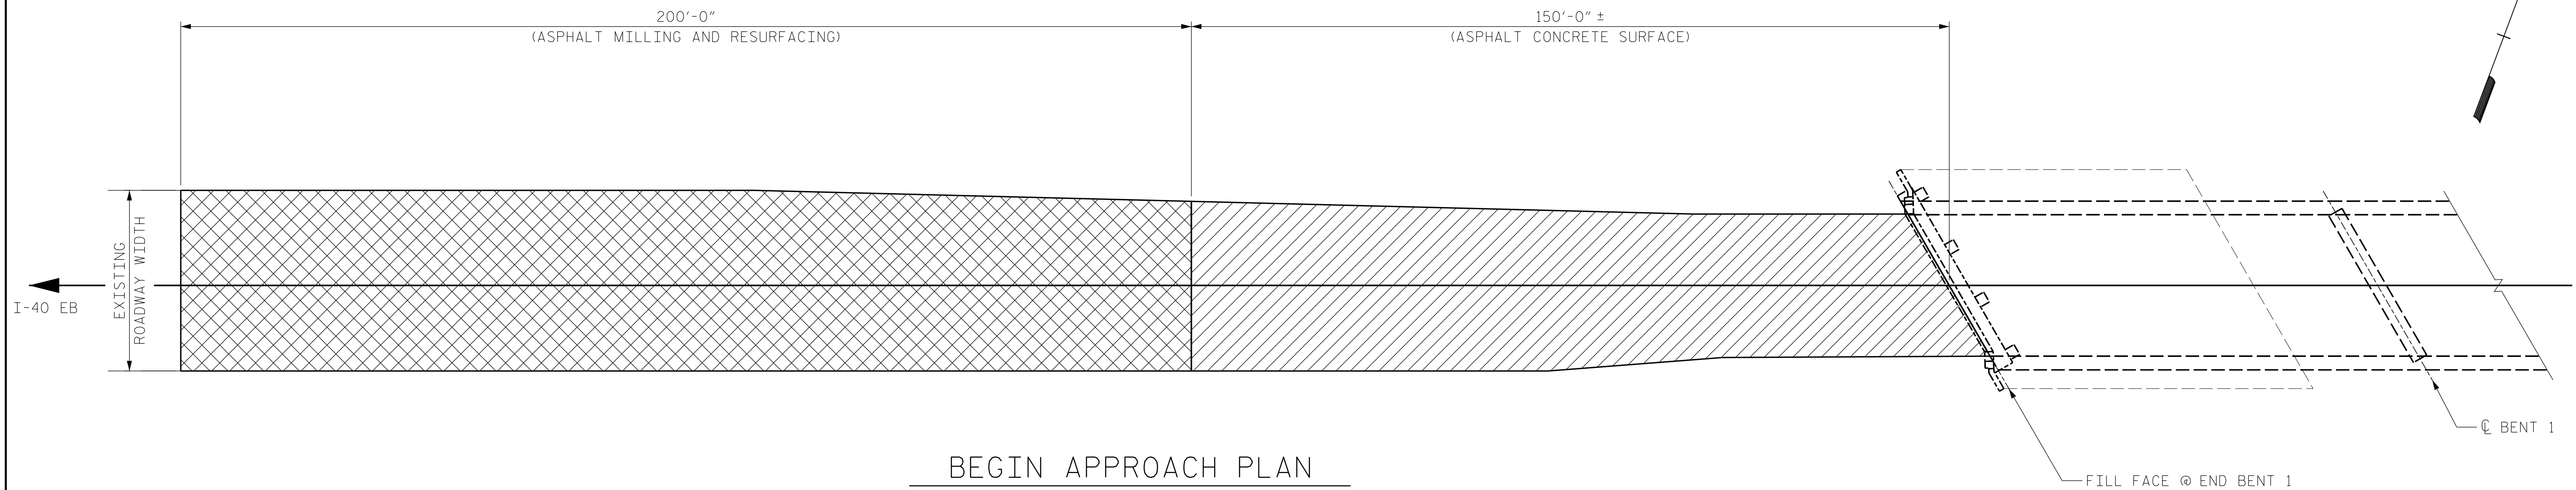 200'-0"
(ASPHALT MILLING AND RESURFACING)
150'-0" ±
(ASPHALT CONCRETE SURFACE)
EXISTING
ROADWAY WIDTH
I-40 EB
℄ BENT 1
FILL FACE @ END BENT 1
BEGIN APPROACH PLAN